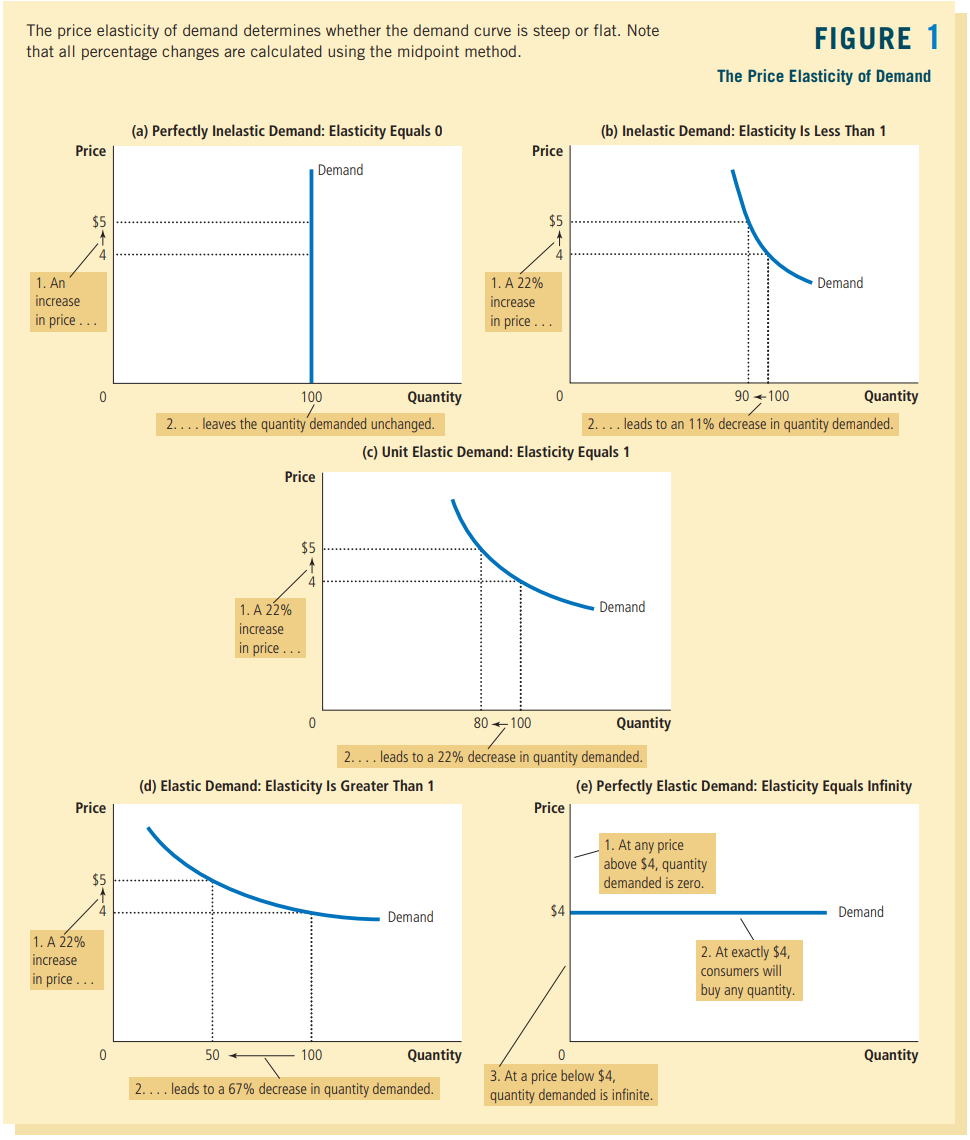 The price elasticity of demand determines whether the demand curve is steep or flat. Note
that all percentage changes are calculated using the midpoint method.
FIGURE 1
The Price Elasticity of Demand
(a) Perfectly Inelastic Demand: Elasticity Equals 0
Price
Demand
$5
4
1. An
increase
in price . . .
0
100
Quantity
2. . . . leaves the quantity demanded unchanged.
(b) Inelastic Demand: Elasticity Is Less Than 1
Price
$5
4
1. A 22%
increase
in price . . .
Demand
0
90
100
Quantity
2. . . . leads to an 11% decrease in quantity demanded.
(c) Unit Elastic Demand: Elasticity Equals 1
Price
$5
4
1. A 22%
increase
in price . . .
Demand
0
80
100
Quantity
2. . . . leads to a 22% decrease in quantity demanded.
(d) Elastic Demand: Elasticity Is Greater Than 1
Price
$5
4
Demand
1. A 22%
increase
in price . . .
0
50
100
Quantity
2. . . . leads to a 67% decrease in quantity demanded.
(e) Perfectly Elastic Demand: Elasticity Equals Infinity
Price
1. At any price
above $4, quantity
demanded is zero.
$4
Demand
2. At exactly $4,
consumers will
buy any quantity.
0
Quantity
3. At a price below $4,
quantity demanded is infinite.